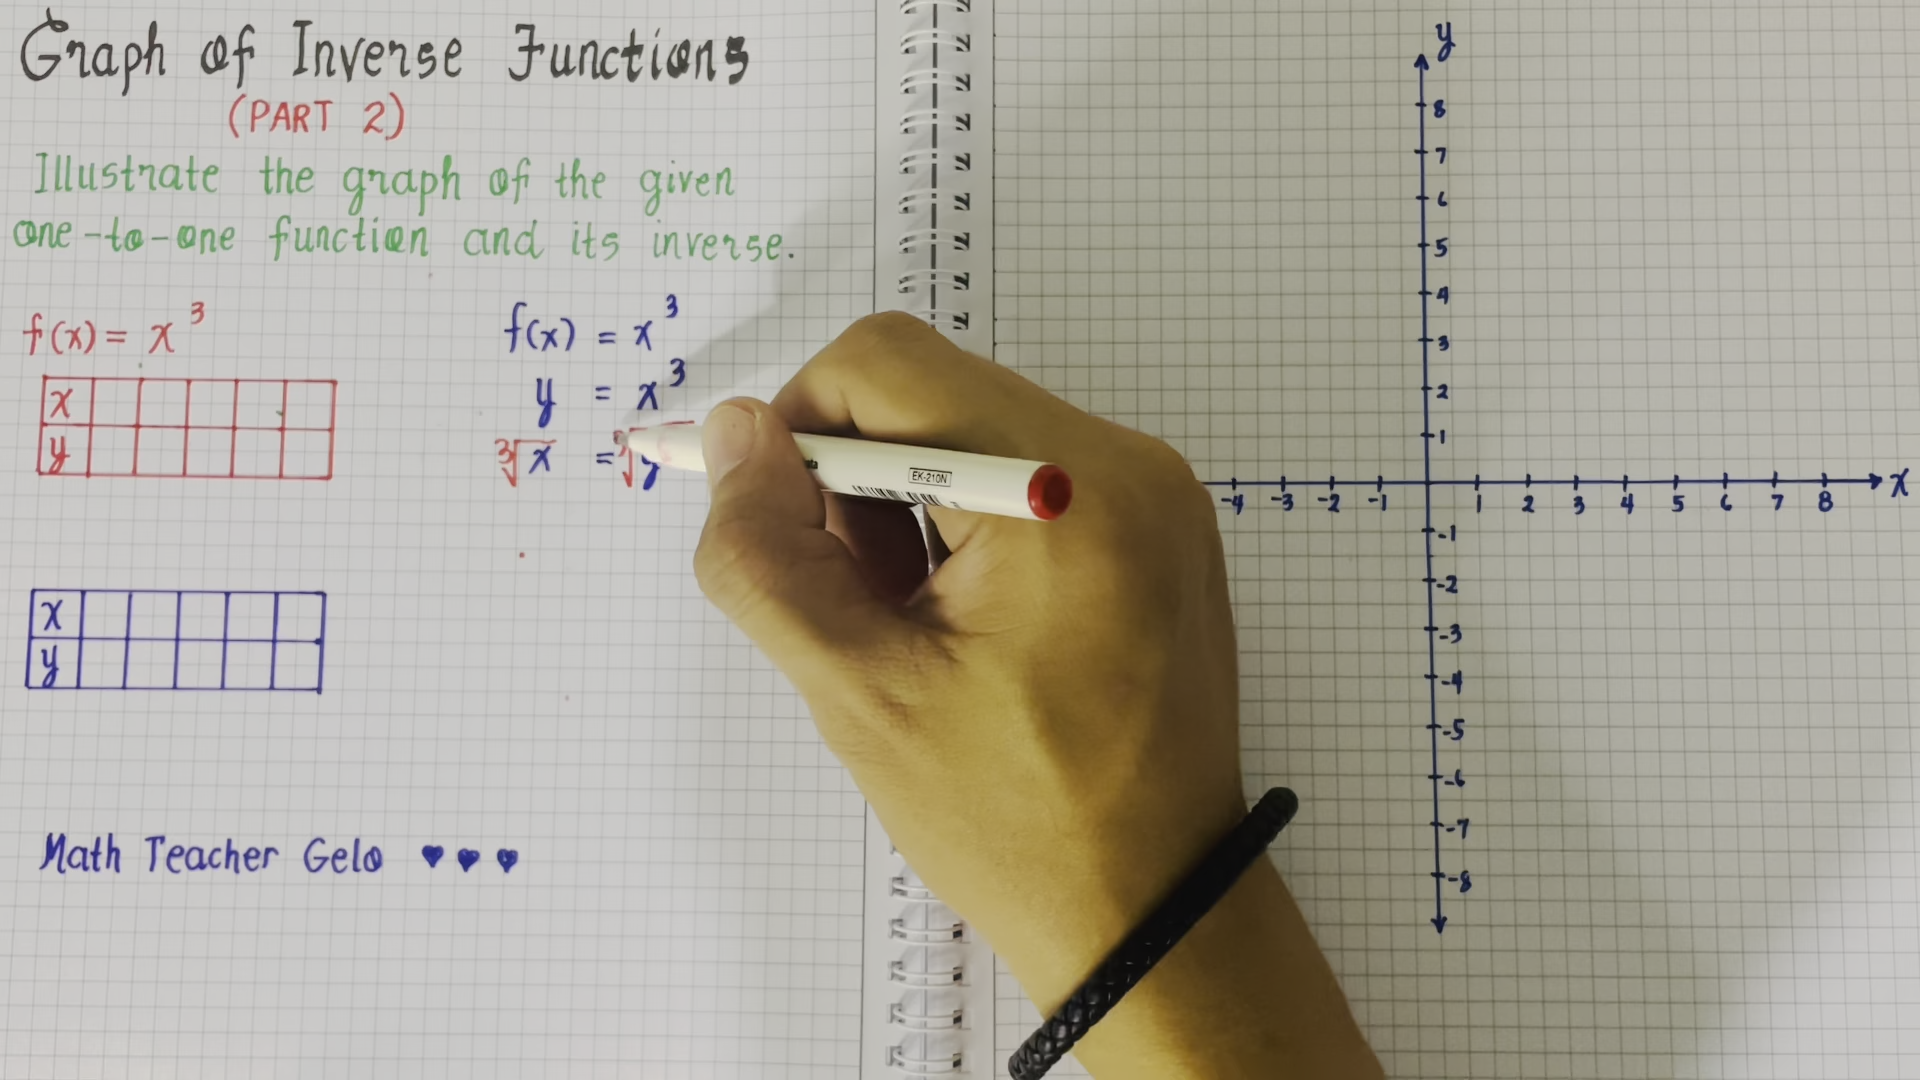 Graph of Inverse Functions
(PART 2)
Illustrate the graph of the given
one-to-one function and its inverse.
f(x) = x³
x
y
f(x) = x³
y = x³
∛x = ∛y
x
y
Math Teacher Gelo ♥ ♥ ♥
EK-210N
y
8
7
6
5
4
3
2
1
-4 -3 -2 -1 1 2 3 4 5 6 7 8 x
-1
-2
-3
-4
-5
-6
-7
-8